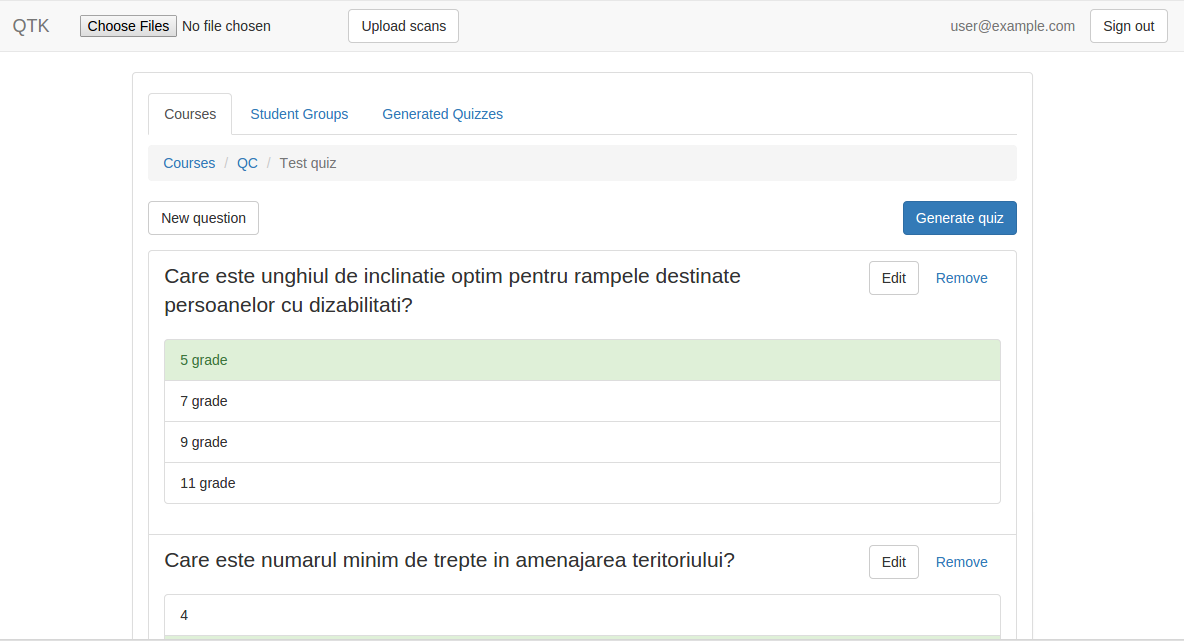 QTK Choose Files No file chosen Upload scans user@example.com Sign out
Courses Student Groups Generated Quizzes
Courses / QC / Test quiz
New question Generate quiz
Care este unghiul de inclinatie optim pentru rampele destinate Edit Remove
persoanelor cu dizabilitati?
5 grade
7 grade
9 grade
11 grade
Care este numarul minim de trepte in amenajarea teritoriului? Edit Remove
4